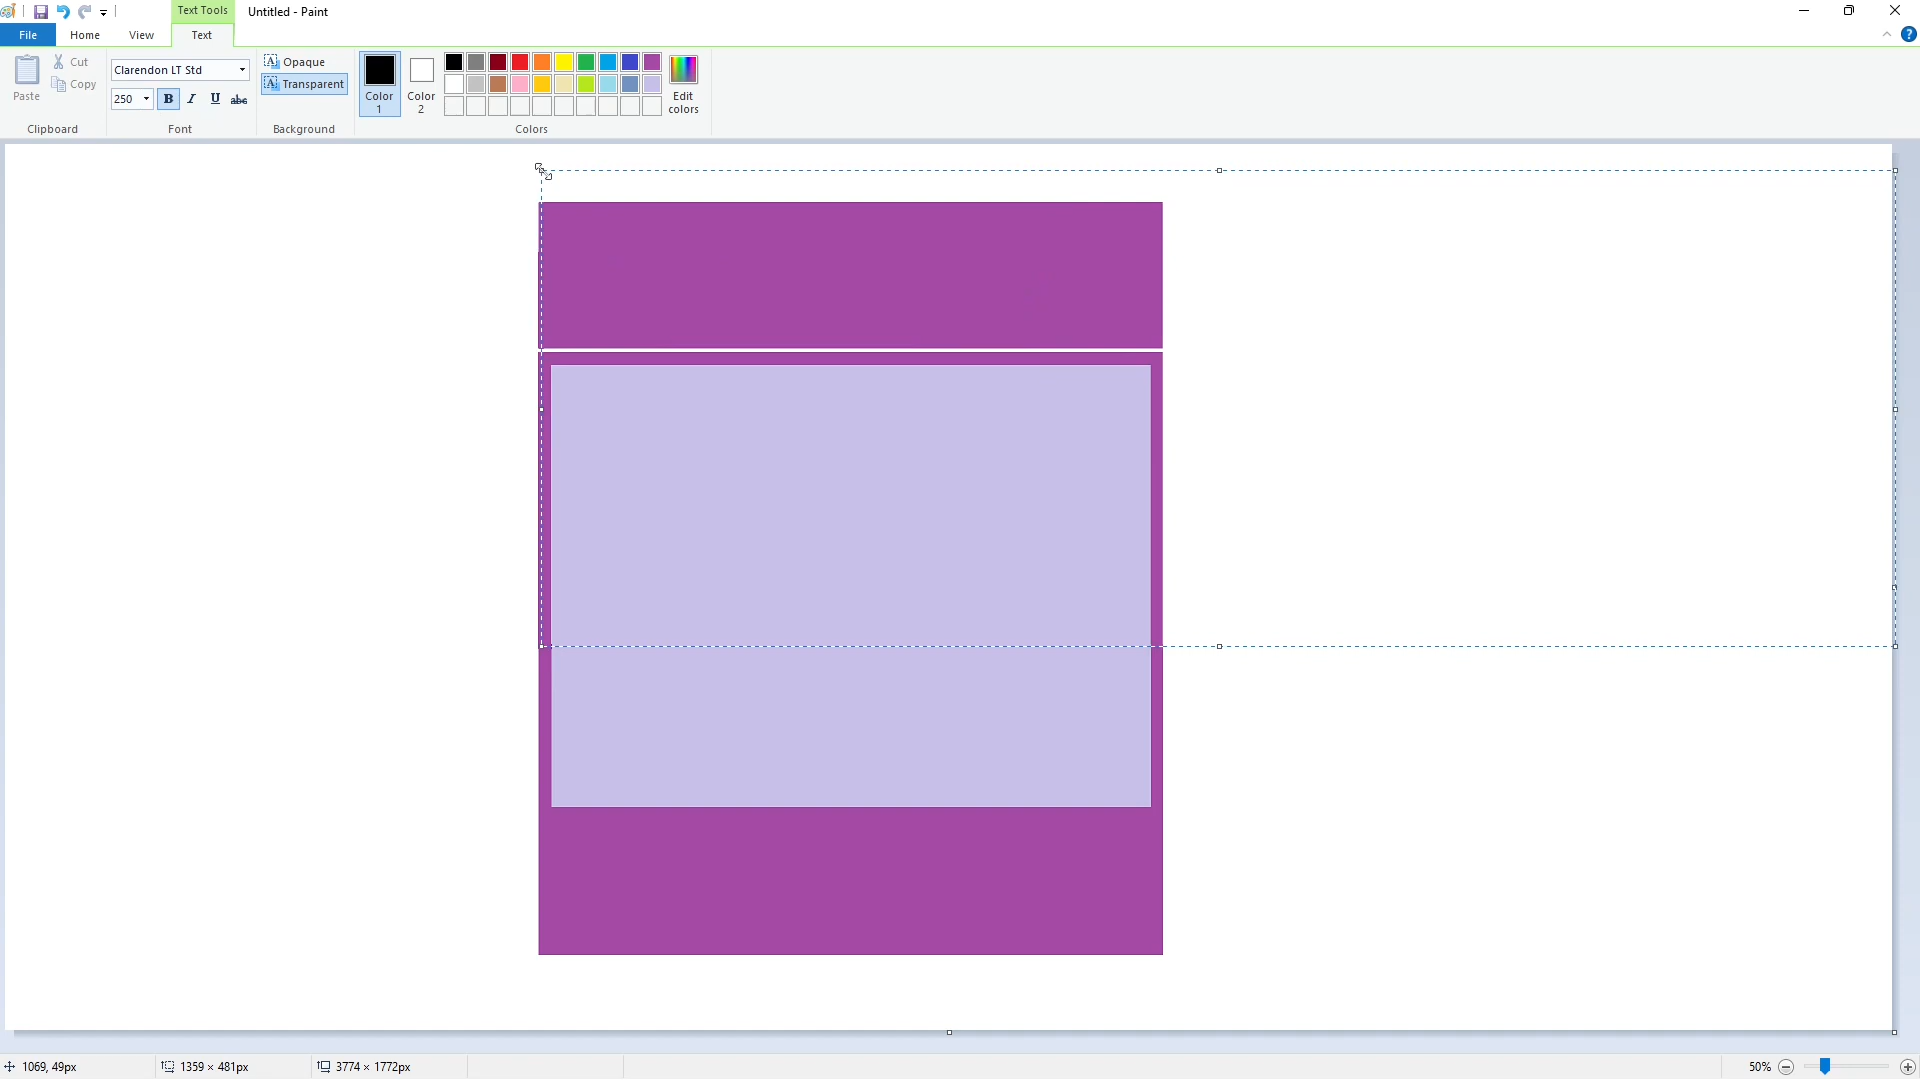 Text Tools
Untitled - Paint
File
Home
View
Text
Paste
Cut
Copy
Clipboard
Clarendon LT Std
250
B
I
U
abc
Font
A Opaque
A Transparent
Background
Color 1
Color 2
Edit colors
Colors
1069, 49px
1359 × 481px
3774 × 1772px
50%